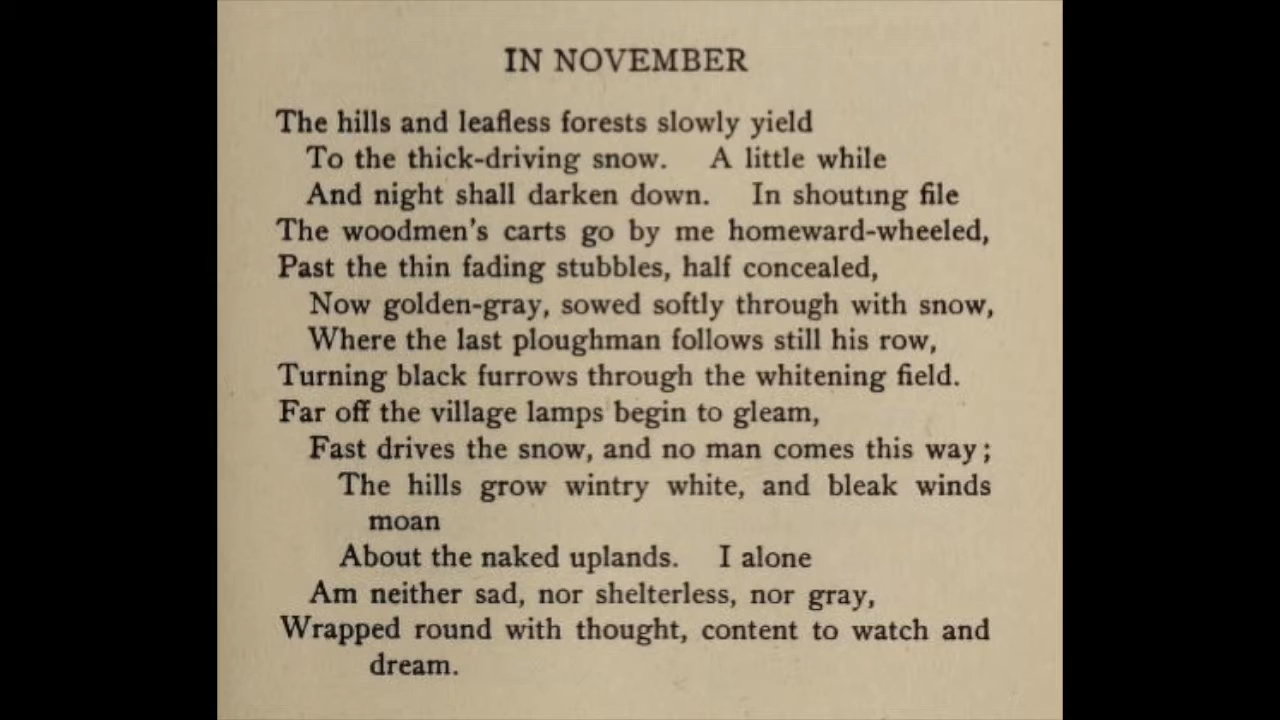 IN NOVEMBER
The hills and leafless forests slowly yield
To the thick-driving snow. A little while
And night shall darken down. In shouting file
The woodmen's carts go by me homeward-wheeled,
Past the thin fading stubbles, half concealed,
Now golden-gray, sowed softly through with snow,
Where the last ploughman follows still his row,
Turning black furrows through the whitening field.
Far off the village lamps begin to gleam,
Fast drives the snow, and no man comes this way;
The hills grow wintry white, and bleak winds
moan
About the naked uplands. I alone
Am neither sad, nor shelterless, nor gray,
Wrapped round with thought, content to watch and
dream.